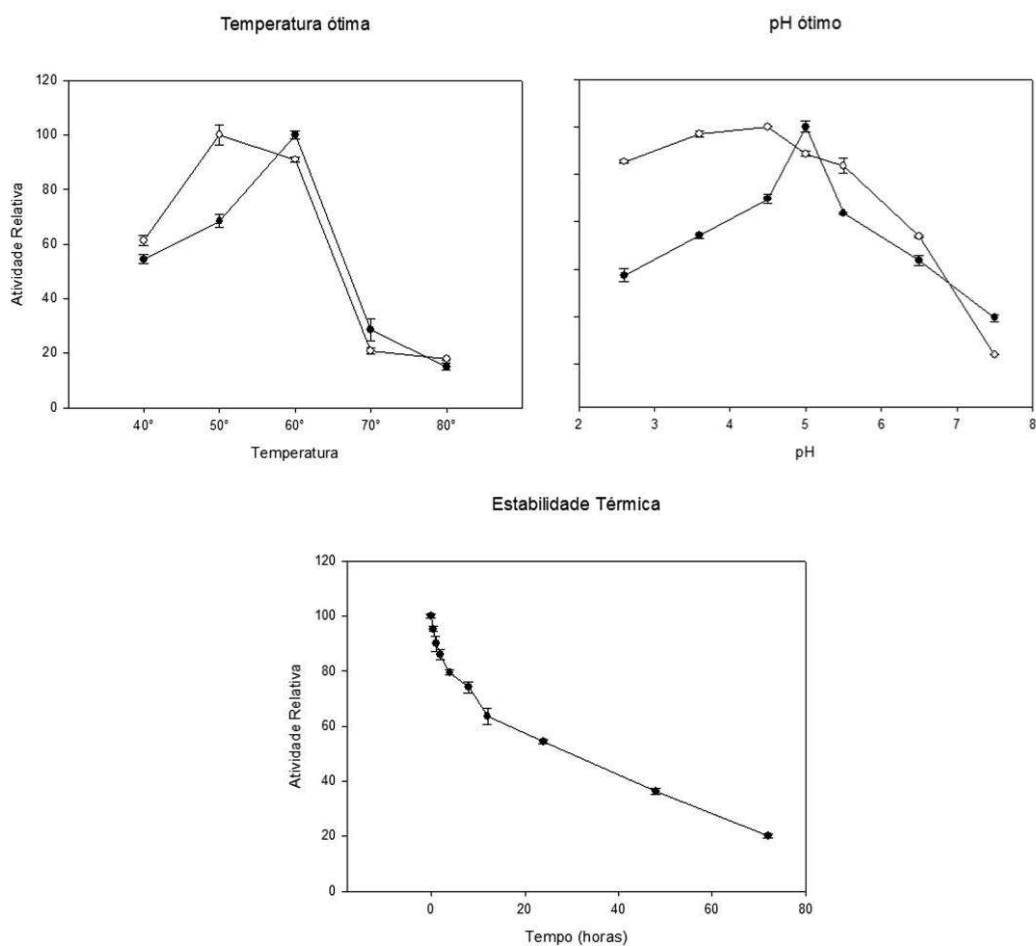 Temperatura ótima
120
100
80
60
40
20
0
Atividade Relativa
40° 50° 60° 70° 80°
Temperatura
pH ótimo
2 3 4 5 6 7 8
pH
Estabilidade Térmica
120
100
80
60
40
20
0
Atividade Relativa
0 20 40 60 80
Tempo (horas)